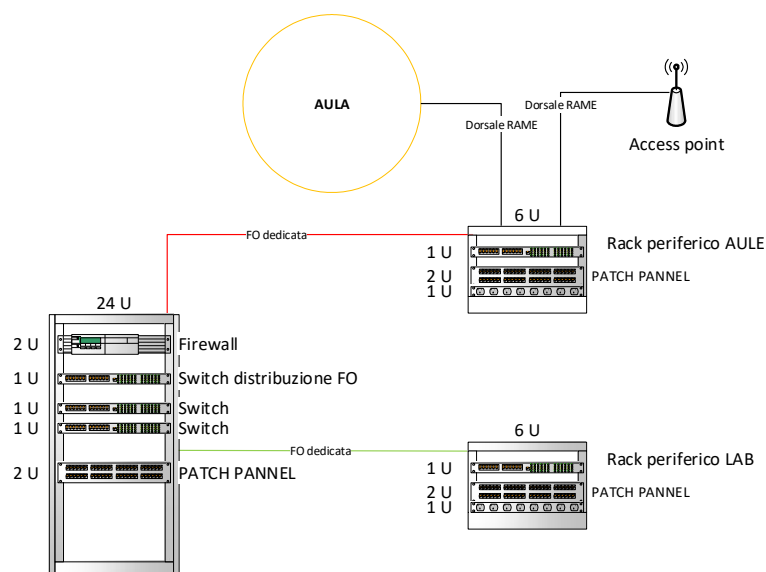 AULA
Dorsale RAME
Dorsale RAME
Access point
6 U
FO dedicata
1 U
Rack periferico AULE
2 U
PATCH PANNEL
1 U
24 U
2 U
Firewall
1 U
Switch distribuzione FO
1 U
Switch
1 U
Switch
6 U
FO dedicata
1 U
Rack periferico LAB
2 U
PATCH PANNEL
2 U
PATCH PANNEL
1 U